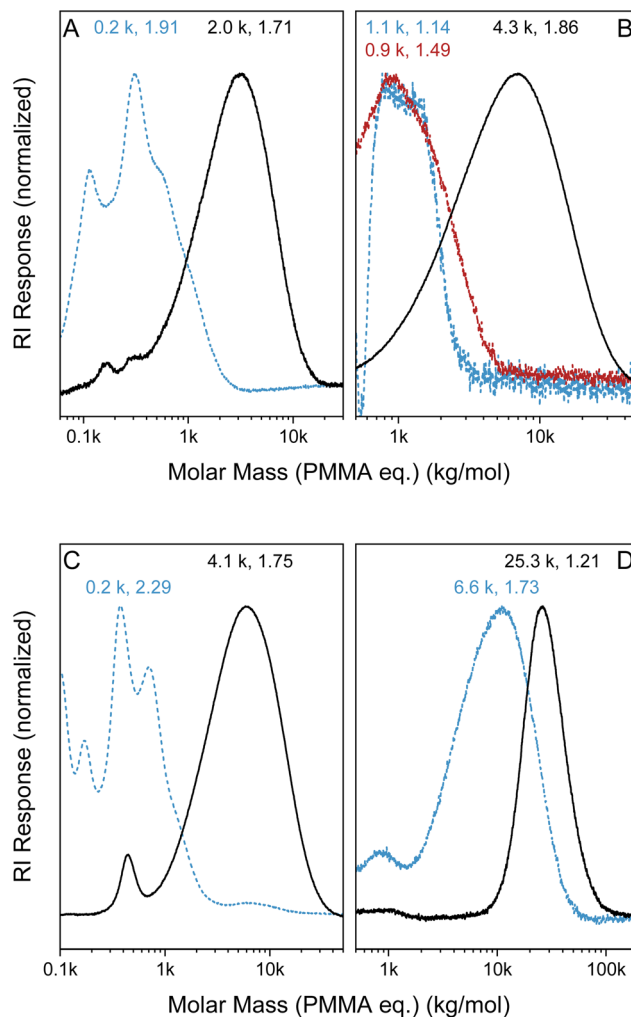 A
0.2 k, 1.91
2.0 k, 1.71
1.1 k, 1.14
4.3 k, 1.86
B
0.9 k, 1.49
RI Response (normalized)
0.1k
1k
10k
1k
10k
Molar Mass (PMMA eq.) (kg/mol)
C
4.1 k, 1.75
25.3 k, 1.21
D
0.2 k, 2.29
6.6 k, 1.73
RI Response (normalized)
0.1k
1k
10k
1k
10k
100k
Molar Mass (PMMA eq.) (kg/mol)